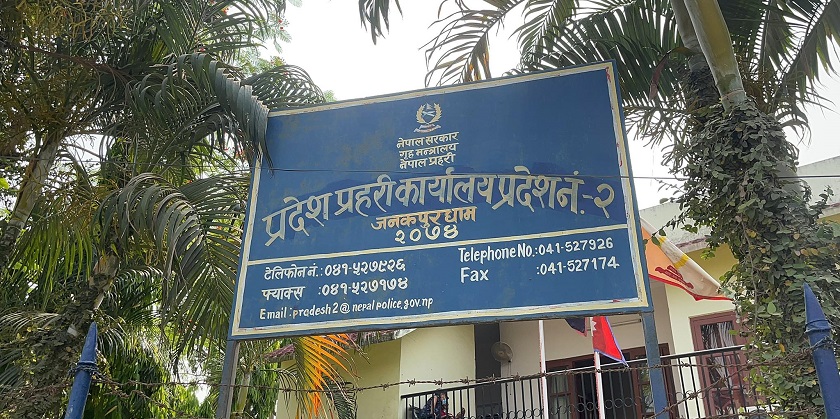 नेपाल सरकार
गृह मन्त्रालय
नेपाल प्रहरी
प्रदेश प्रहरी कार्यालय प्रदेश नं.-२
जनकपुरधाम
२०७४
टेलिफोन नं.:०४१-५२७९२६
फ्याक्स :०४१-५२७१७४
Email:pradesh2@nepalpolice.gov.np
Telephone No.:041-527926
Fax :041-527174